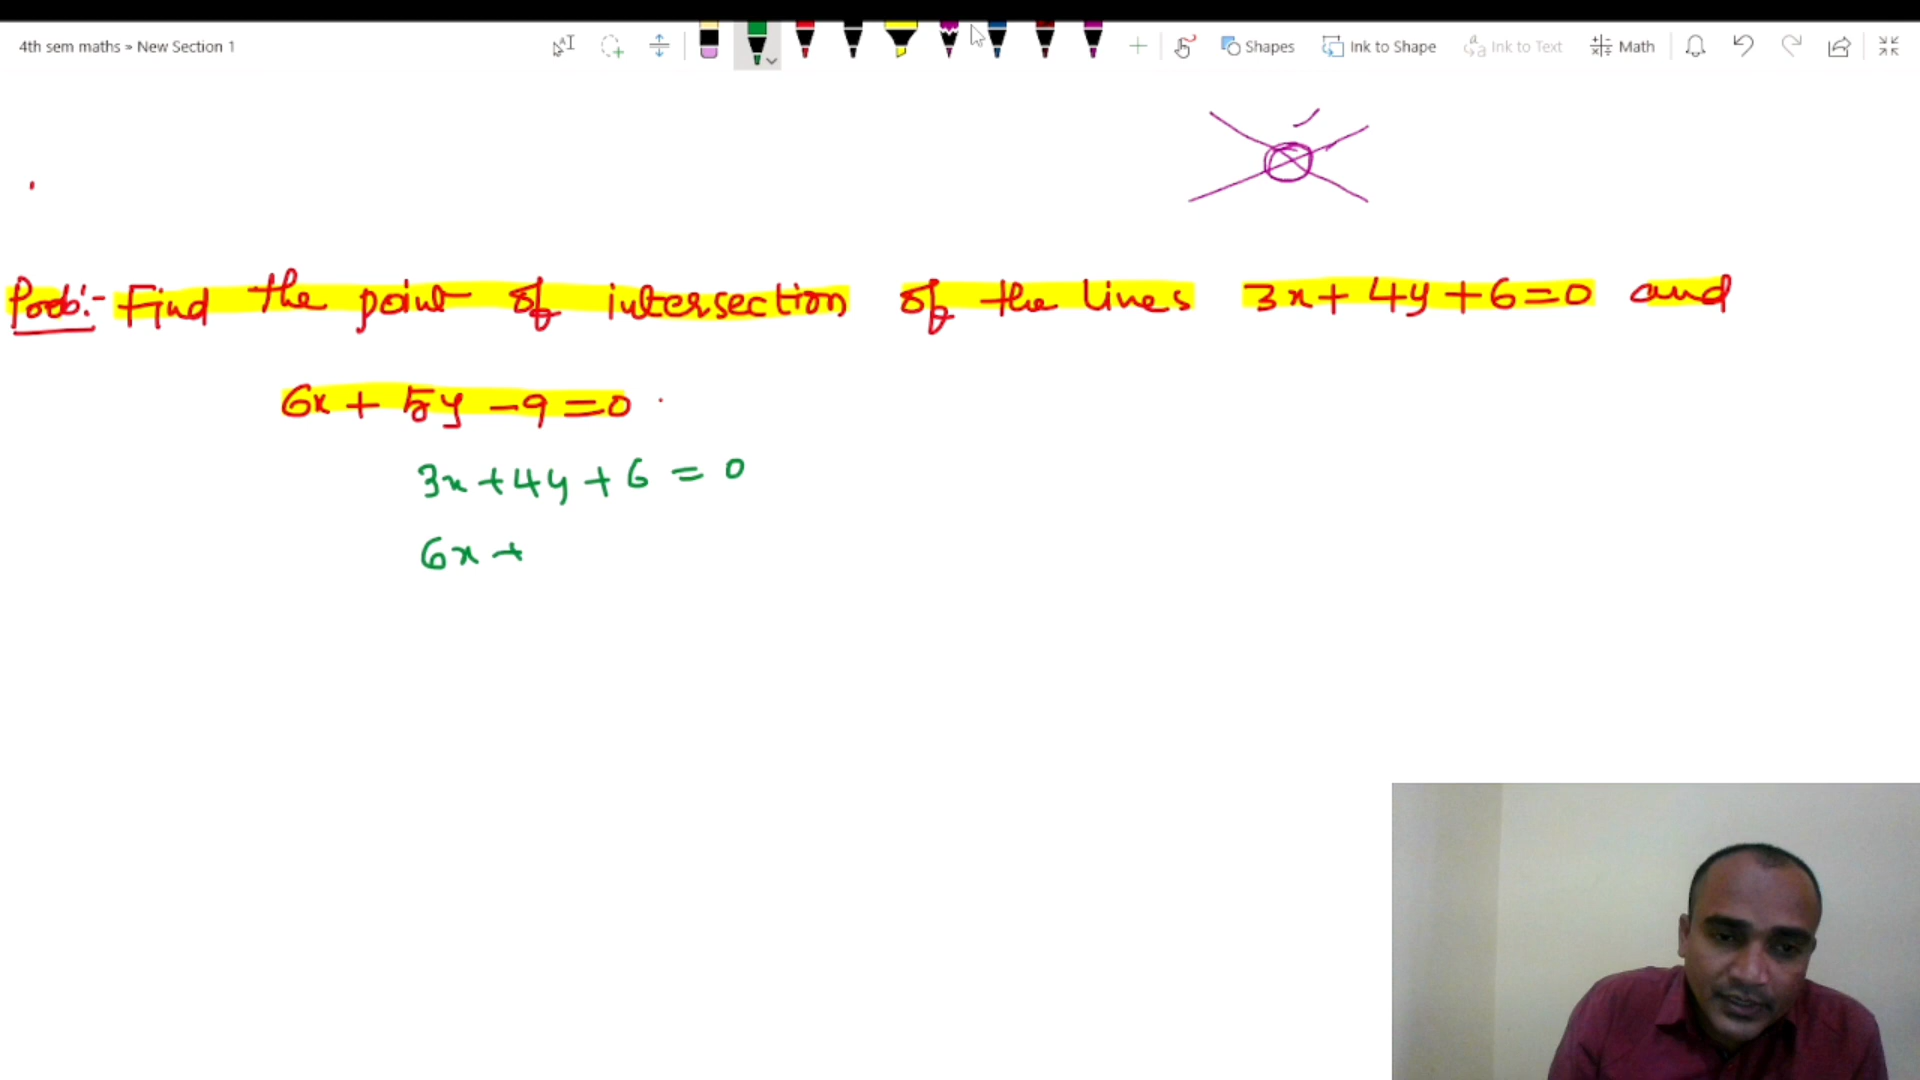 4th sem maths » New Section 1
Shapes
Ink to Shape
Ink to Text
Math
Prob:- Find the point of intersection of the lines 3x+4y+6=0 and
6x+5y-9=0.
3x+4y+6=0
6x+